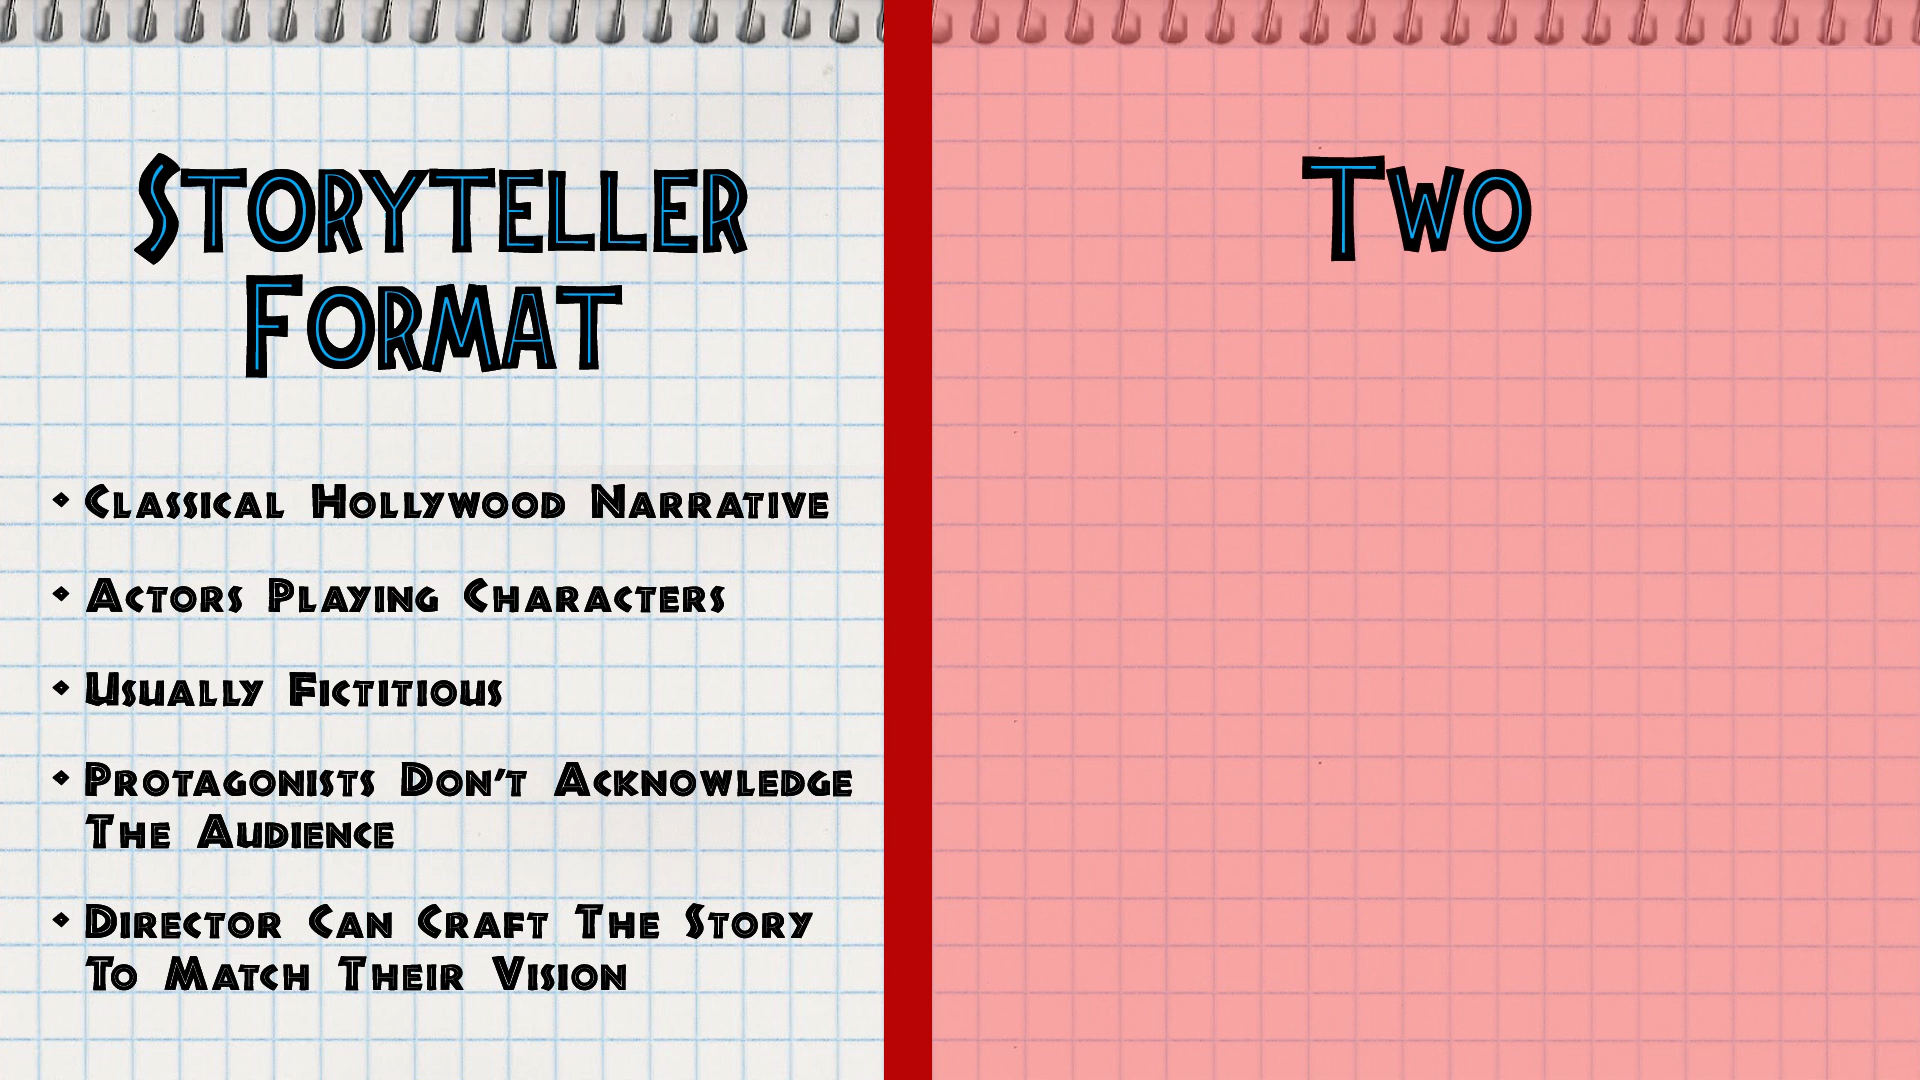 Storyteller
Format
• Classical Hollywood Narrative
• Actors Playing Characters
• Usually Fictitious
• Protagonists Don't Acknowledge
The Audience
• Director Can Craft The Story
To Match Their Vision
Two